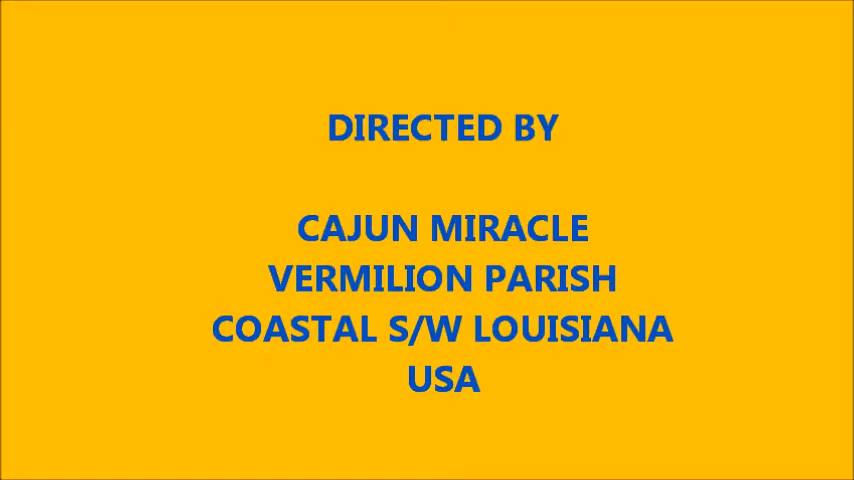 DIRECTED BY
CAJUN MIRACLE
VERMILION PARISH
COASTAL S/W LOUISIANA
USA